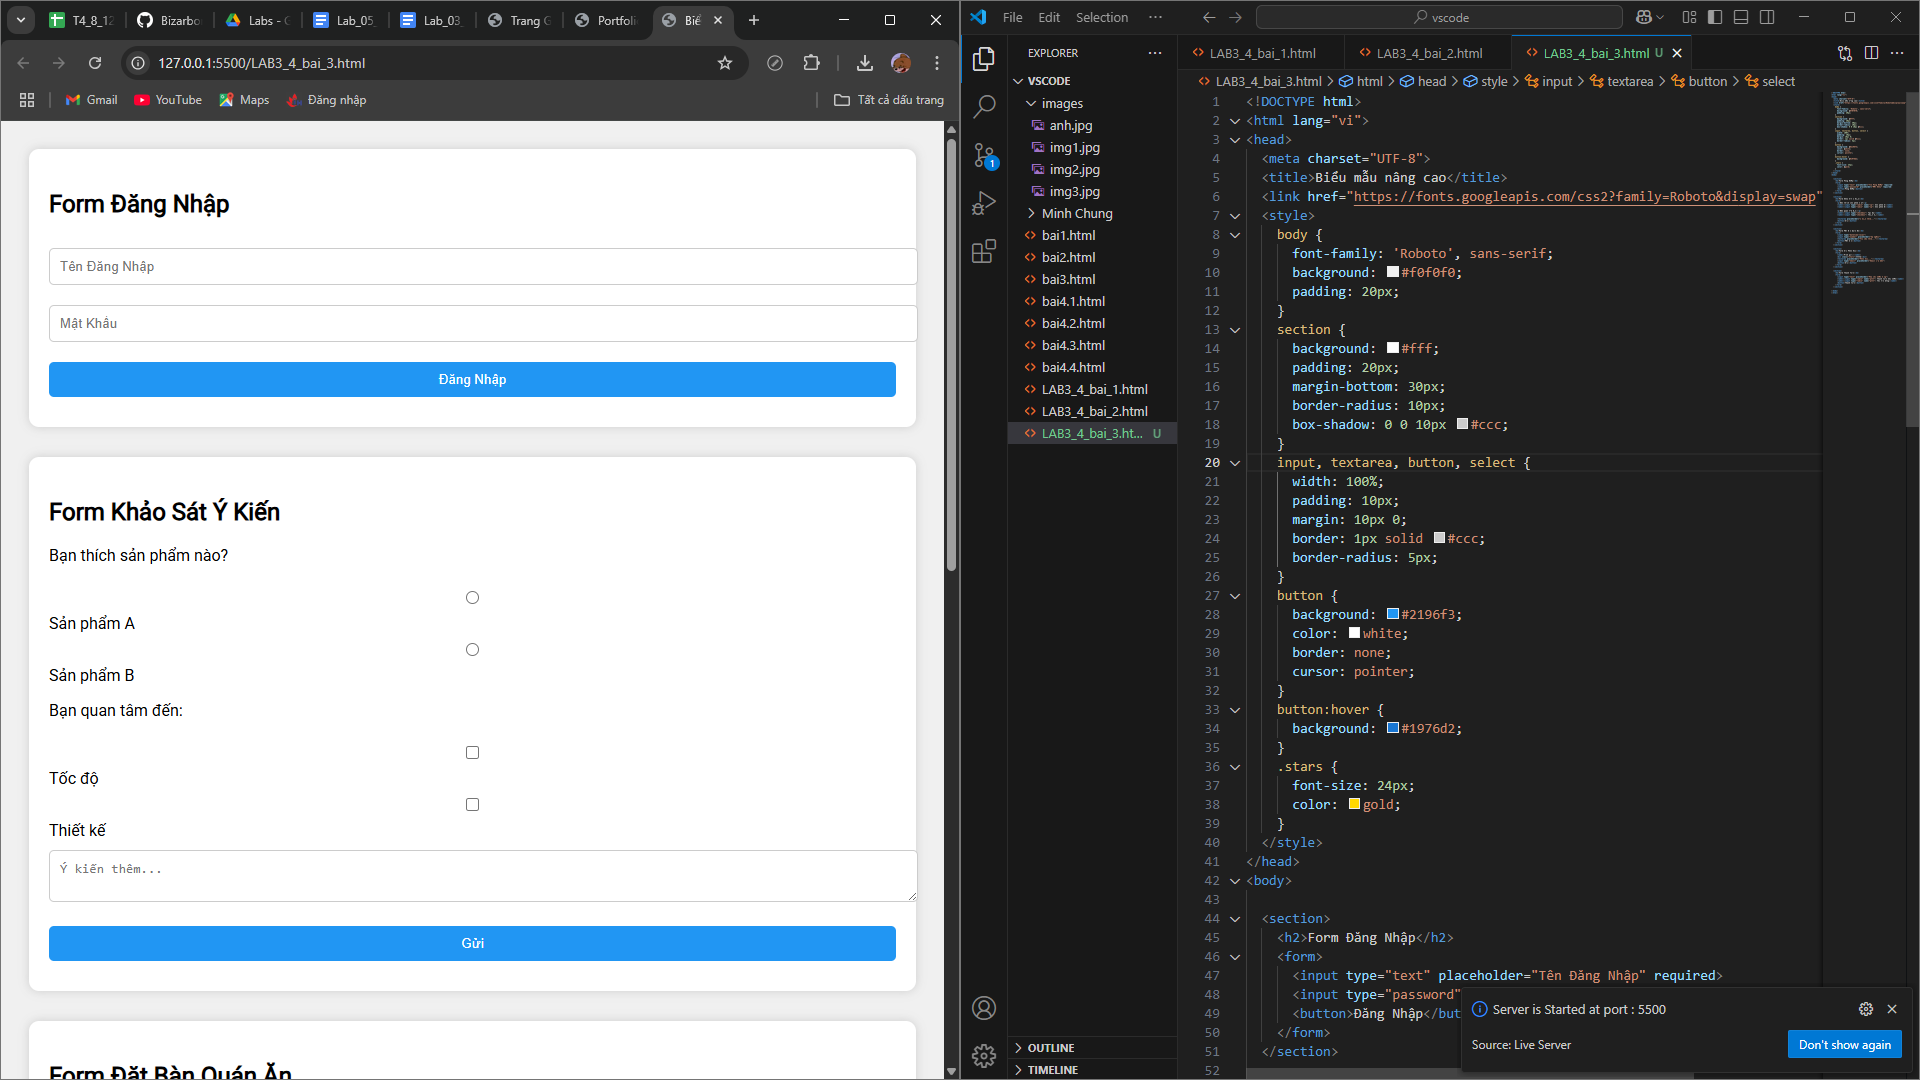 T4_8_12
Bizarbo
Labs - G
Lab_05_
Lab_03_
Trang G
Portfoli
Biể
127.0.0.1:5500/LAB3_4_bai_3.html
Gmail
YouTube
Maps
Đăng nhập
Tất cả dấu trang
Form Đăng Nhập
Tên Đăng Nhập
Mật Khẩu
Đăng Nhập
Form Khảo Sát Ý Kiến
Bạn thích sản phẩm nào?
Sản phẩm A
Sản phẩm B
Bạn quan tâm đến:
Tốc độ
Thiết kế
Ý kiến thêm...
Gửi
Form Đặt Bàn Quán Ăn
File Edit Selection ···
vscode
EXPLORER
VSCODE
images
anh.jpg
img1.jpg
img2.jpg
img3.jpg
Minh Chung
bai1.html
bai2.html
bai3.html
bai4.1.html
bai4.2.html
bai4.3.html
bai4.4.html
LAB3_4_bai_1.html
LAB3_4_bai_2.html
LAB3_4_bai_3.ht... U
1
OUTLINE
TIMELINE
LAB3_4_bai_1.html
LAB3_4_bai_2.html
LAB3_4_bai_3.html U
LAB3_4_bai_3.html > html > head > style > input > textarea > button > select
1 <!DOCTYPE html>
2 <html lang="vi">
3 <head>
4 <meta charset="UTF-8">
5 <title>Biểu mẫu nâng cao</title>
6 <link href="https://fonts.googleapis.com/css2?family=Roboto&display=swap"
7 <style>
8 body {
9 font-family: 'Roboto', sans-serif;
10 background: #f0f0f0;
11 padding: 20px;
12 }
13 section {
14 background: #fff;
15 padding: 20px;
16 margin-bottom: 30px;
17 border-radius: 10px;
18 box-shadow: 0 0 10px #ccc;
19 }
20 input, textarea, button, select {
21 width: 100%;
22 padding: 10px;
23 margin: 10px 0;
24 border: 1px solid #ccc;
25 border-radius: 5px;
26 }
27 button {
28 background: #2196f3;
29 color: white;
30 border: none;
31 cursor: pointer;
32 }
33 button:hover {
34 background: #1976d2;
35 }
36 .stars {
37 font-size: 24px;
38 color: gold;
39 }
40 </style>
41 </head>
42 <body>
43
44 <section>
45 <h2>Form Đăng Nhập</h2>
46 <form>
47 <input type="text" placeholder="Tên Đăng Nhập" required>
48 <input type="password"
49 <button>Đăng Nhập</but
50 </form>
51 </section>
52
Server is Started at port : 5500
Source: Live Server
Don't show again